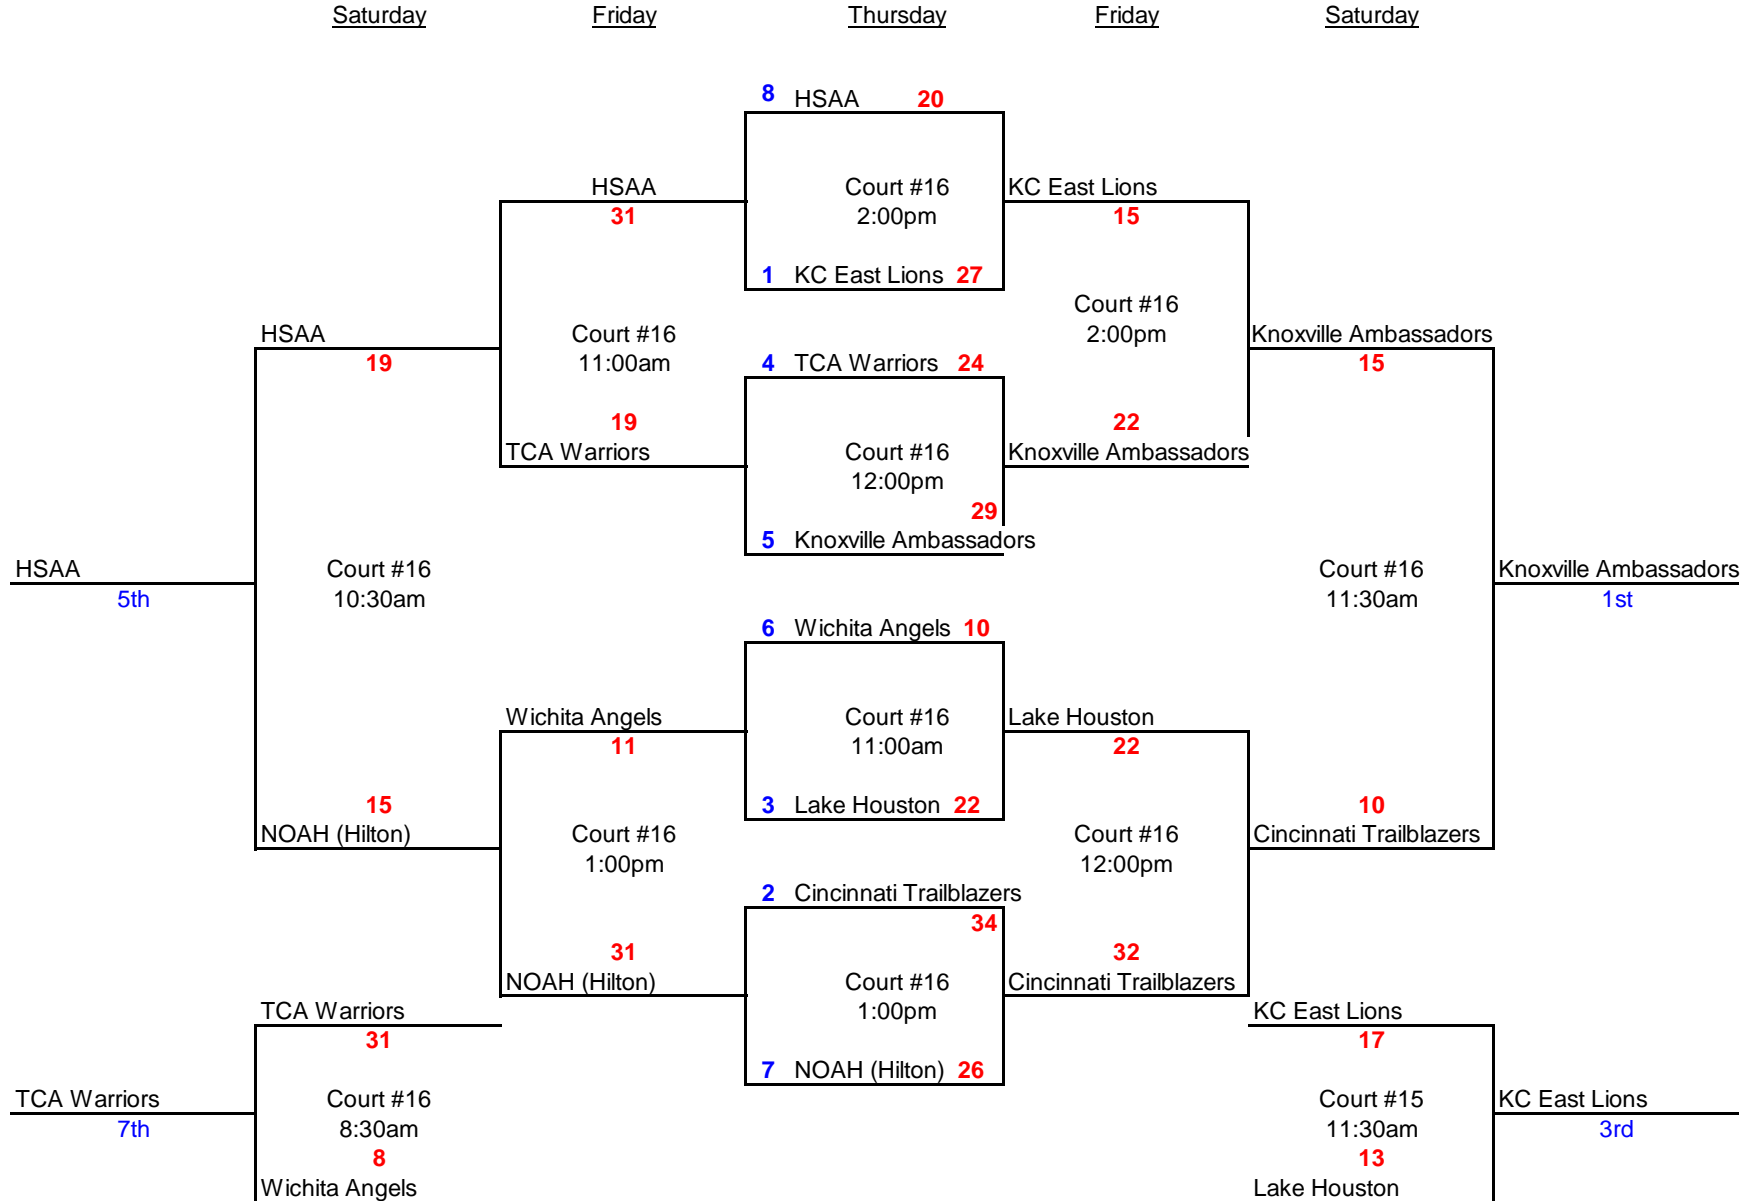 Saturday Friday Thursday Friday Saturday
8 HSAA 20
HSAA Court #16 KC East Lions
31 2:00pm 15
1 KC East Lions 27
Court #16
HSAA Court #16 2:00pm Knoxville Ambassadors
19 11:00am 4 TCA Warriors 24 15
19 22
TCA Warriors Court #16 Knoxville Ambassadors
12:00pm
29
5 Knoxville Ambassadors
HSAA Court #16 Court #16 Knoxville Ambassadors
5th 10:30am 11:30am 1st
6 Wichita Angels 10
Wichita Angels Court #16 Lake Houston
11 11:00am 22
15 3 Lake Houston 22 10
NOAH (Hilton) Court #16 Court #16 Cincinnati Trailblazers
1:00pm 12:00pm
2 Cincinnati Trailblazers
34
31 32
NOAH (Hilton) Court #16 Cincinnati Trailblazers
TCA Warriors 1:00pm KC East Lions
31 17
7 NOAH (Hilton) 26
TCA Warriors Court #16 Court #15 KC East Lions
7th 8:30am 11:30am 3rd
8 13
Wichita Angels Lake Houston